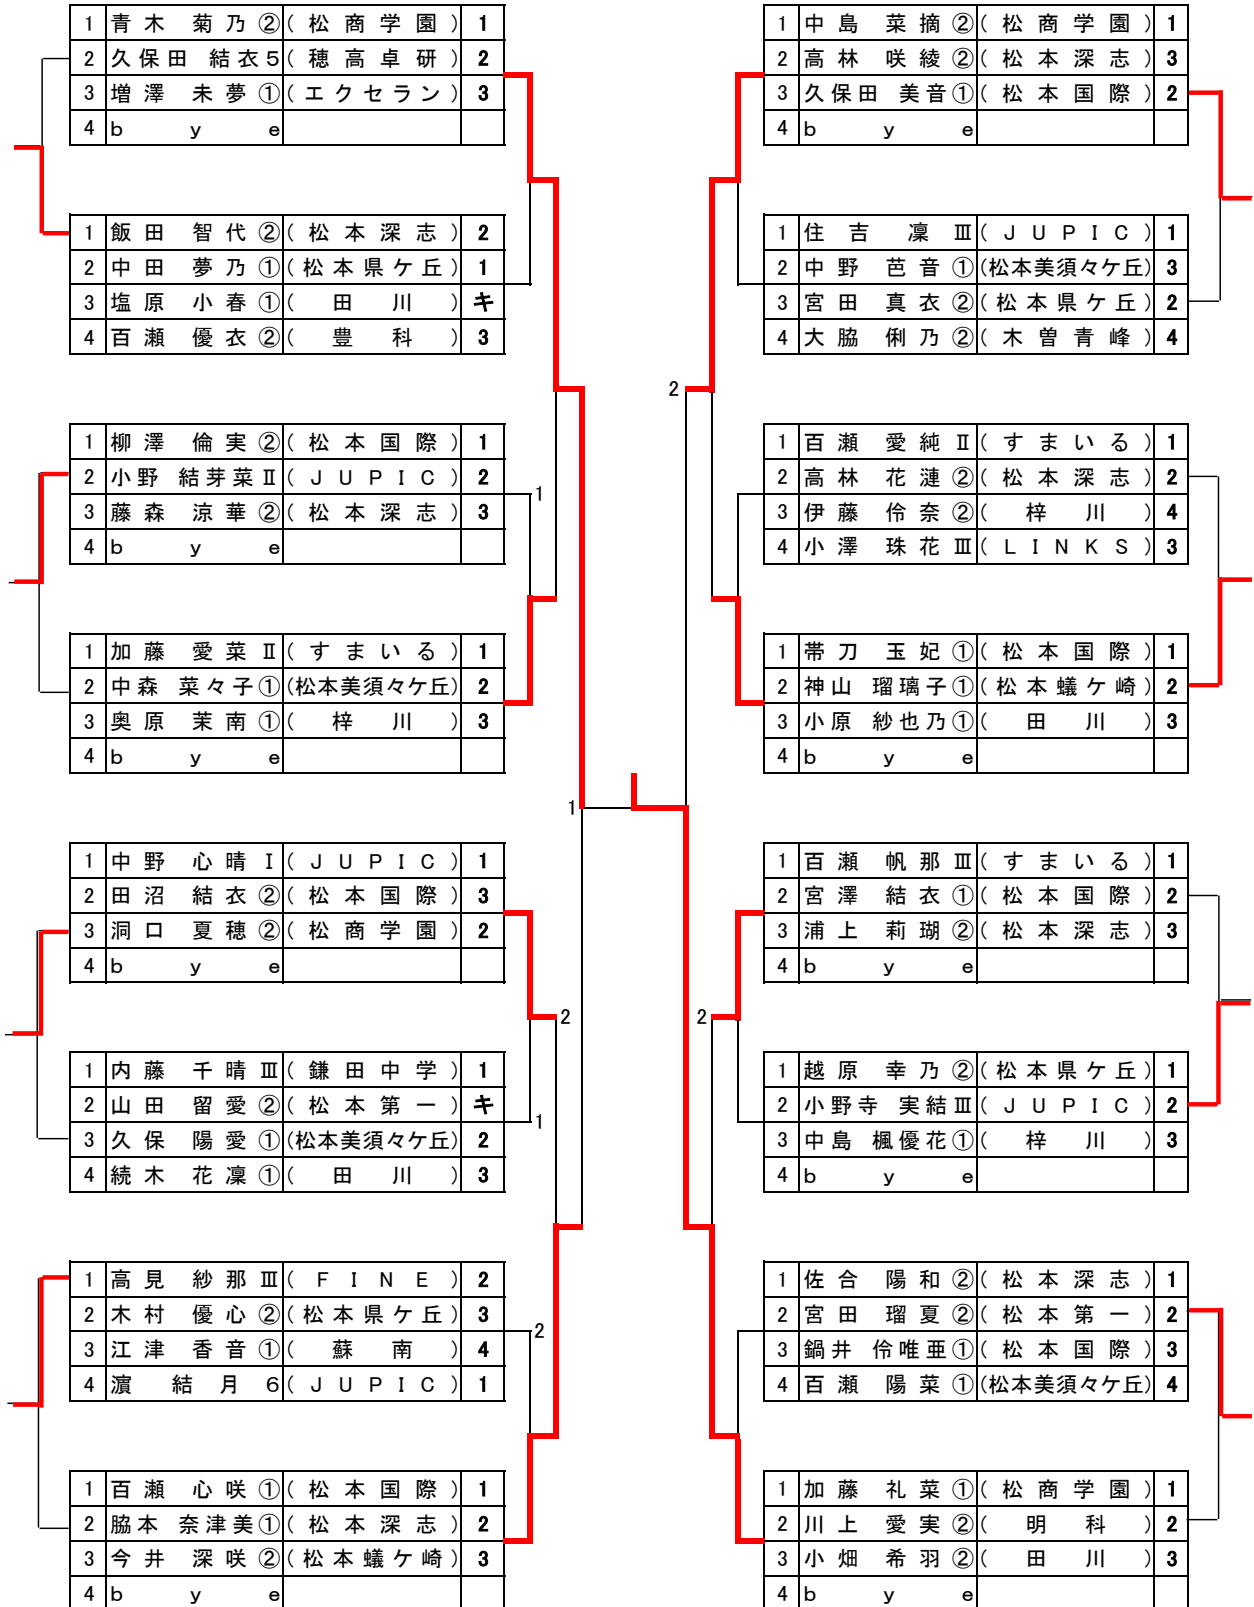 1 青木 菊乃② (松商学園) 1
2 久保田 結衣5 (穂高卓研) 2
3 増澤 未夢① (エクセラン) 3
4 bye
1 飯田 智代② (松本深志) 2
2 中田 夢乃① (松本県ケ丘) 1
3 塩原 小春① (田川) キ
4 百瀬 優衣② (豊科) 3
1 柳澤 倫実② (松本国際) 1
2 小野 結芽菜Ⅱ (JUPIC) 2
3 藤森 涼華② (松本深志) 3
4 bye
1
1 加藤 愛菜Ⅱ (すまいる) 1
2 中森 菜々子① (松本美須々ケ丘) 2
3 奥原 茉南① (梓川) 3
4 bye
1
1 中野 心晴Ⅰ (JUPIC) 1
2 田沼 結衣② (松本国際) 3
3 洞口 夏穂② (松商学園) 2
4 bye
2
1 内藤 千晴Ⅲ (鎌田中学) 1
2 山田 留愛② (松本第一) キ
3 久保 陽愛① (松本美須々ケ丘) 2
4 続木 花凜① (田川) 3
1
1 高見 紗那Ⅲ (FINE) 2
2 木村 優心② (松本県ケ丘) 3
3 江津 香音① (蘇南) 4
4 濵 結月6 (JUPIC) 1
2
1 百瀬 心咲① (松本国際) 1
2 脇本 奈津美① (松本深志) 2
3 今井 深咲② (松本蟻ケ崎) 3
4 bye
1 中島 菜摘② (松商学園) 1
2 高林 咲綾② (松本深志) 3
3 久保田 美音① (松本国際) 2
4 bye
1 住吉 凜Ⅲ (JUPIC) 1
2 中野 芭音① (松本美須々ケ丘) 3
3 宮田 真衣② (松本県ケ丘) 2
4 大脇 俐乃② (木曽青峰) 4
2
1 百瀬 愛純Ⅱ (すまいる) 1
2 高林 花漣② (松本深志) 2
3 伊藤 伶奈② (梓川) 4
4 小澤 珠花Ⅲ (LINKS) 3
1 帯刀 玉妃① (松本国際) 1
2 神山 瑠璃子① (松本蟻ケ崎) 2
3 小原 紗也乃① (田川) 3
4 bye
1 百瀬 帆那Ⅲ (すまいる) 1
2 宮澤 結衣① (松本国際) 2
3 浦上 莉瑚② (松本深志) 3
4 bye
2
1 越原 幸乃② (松本県ケ丘) 1
2 小野寺 実結Ⅲ (JUPIC) 2
3 中島 楓優花① (梓川) 3
4 bye
1 佐合 陽和② (松本深志) 1
2 宮田 瑠夏② (松本第一) 2
3 鍋井 伶唯亜① (松本国際) 3
4 百瀬 陽菜① (松本美須々ケ丘) 4
1 加藤 礼菜① (松商学園) 1
2 川上 愛実② (明科) 2
3 小畑 希羽② (田川) 3
4 bye